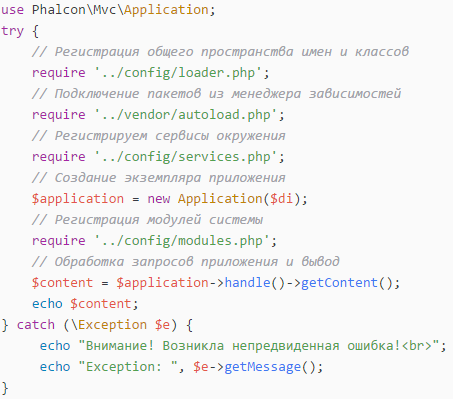 use Phalcon\Mvc\Application;
try {
    // Регистрация общего пространства имен и классов
    require '../config/loader.php';
    // Подключение пакетов из менеджера зависимостей
    require '../vendor/autoload.php';
    // Регистрируем сервисы окружения
    require '../config/services.php';
    // Создание экземпляра приложения
    $application = new Application($di);
    // Регистрация модулей системы
    require '../config/modules.php';
    // Обработка запросов приложения и вывод
    $content = $application->handle()->getContent();
    echo $content;
} catch (\Exception $e) {
     echo "Внимание! Возникла непредвиденная ошибка!<br>";
     echo "Exception: ", $e->getMessage();
}